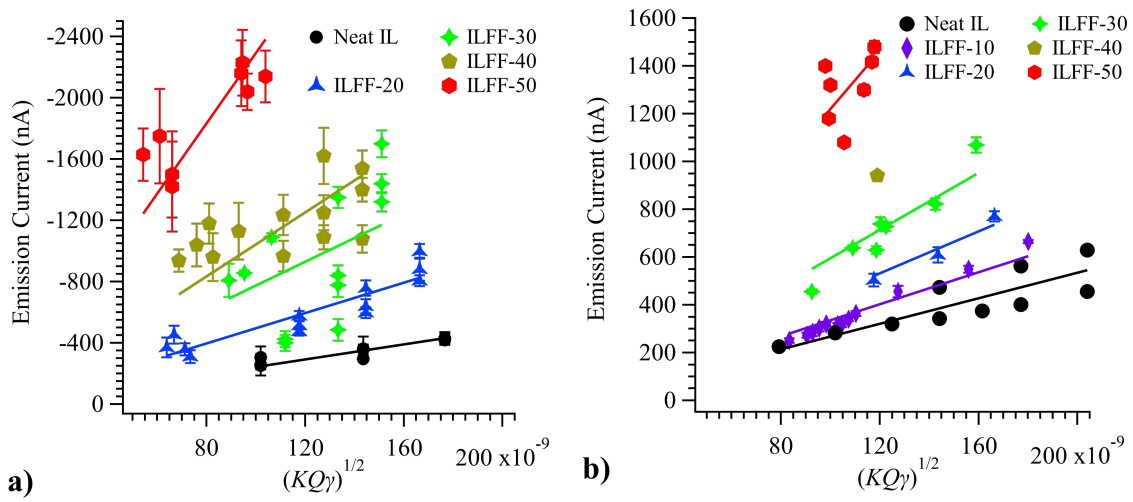 Emission Current (nA)
-2400
-2000
-1600
-1200
-800
-400
0
Neat IL
ILFF-20
ILFF-30
ILFF-40
ILFF-50
80
120
160
200 x10⁻⁹
(KQγ)^1/2
a)
Emission Current (nA)
1600
1400
1200
1000
800
600
400
200
0
Neat IL
ILFF-10
ILFF-20
ILFF-30
ILFF-40
ILFF-50
80
120
160
200 x10⁻⁹
(KQγ)^1/2
b)